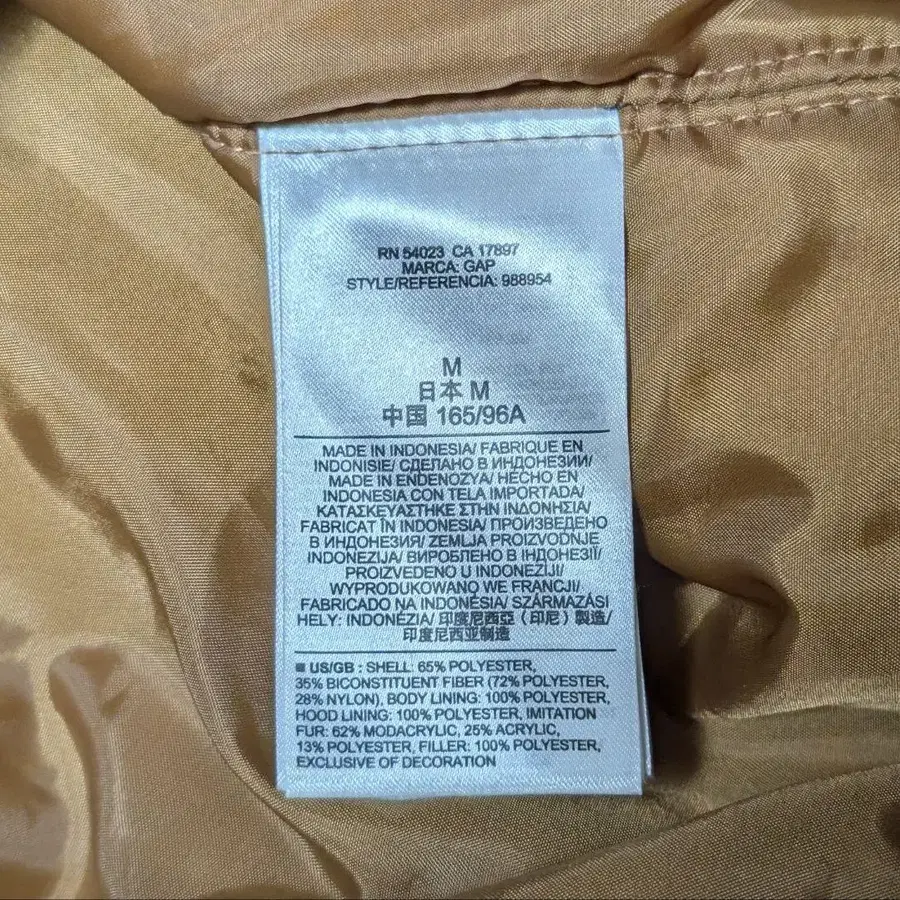 RN 54023 CA 17897
MARCA: GAP
STYLE/REFERENCIA: 988954
M
日本 M
中国 165/96A
MADE IN INDONESIA/ FABRIQUE EN
INDONISIE/ СДЕЛАНО В ИНДОНЕЗИИ/
MADE IN ENDENOZYA/ HECHO EN
INDONESIA CON TELA IMPORTADA/
ΚΑΤΑΣΚΕΥΑΣΤΗΚΕ ΣΤΗΝ ΙΝΔΟΝΗΣΙΑ/
FABRICAT ÎN INDONESIA/ ПРОИЗВЕДЕНО
В ИНДОНЕЗИЯ/ ZEMLJA PROIZVODNJE
INDONEZIJA/ ВИРОБЛЕНО В ІНДОНЕЗІЇ/
PROIZVEDENO U INDONEZIJI/
WYPRODUKOWANO WE FRANCJI/
FABRICADO NA INDONÉSIA/ SZÁRMAZÁSI
HELY: INDONÉZIA/ 印度尼西亞（印尼）製造/
印度尼西亚制造
■ US/GB : SHELL: 65% POLYESTER,
35% BICONSTITUENT FIBER (72% POLYESTER,
28% NYLON), BODY LINING: 100% POLYESTER,
HOOD LINING: 100% POLYESTER, IMITATION
FUR: 62% MODACRYLIC, 25% ACRYLIC,
13% POLYESTER, FILLER: 100% POLYESTER,
EXCLUSIVE OF DECORATION